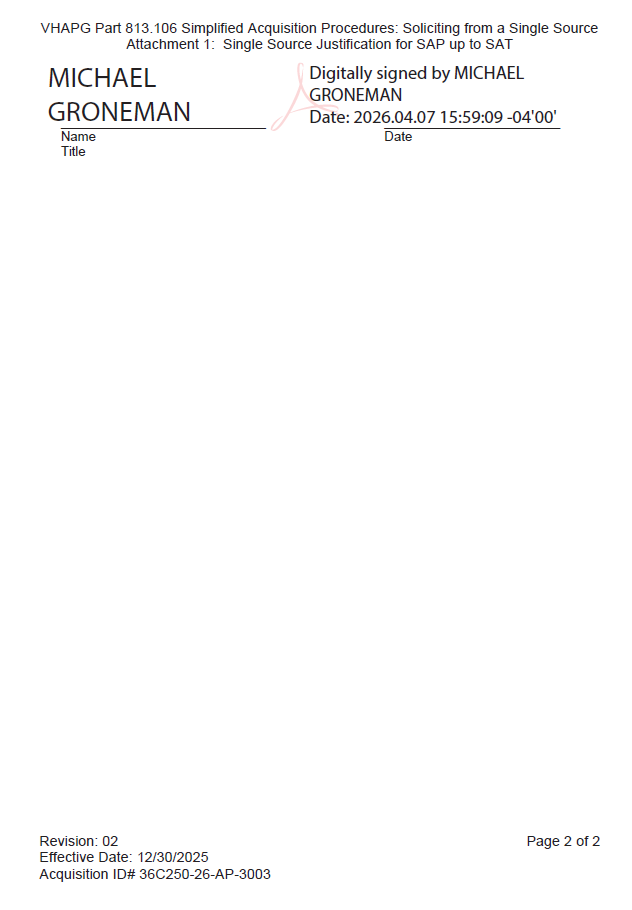 VHAPG Part 813.106 Simplified Acquisition Procedures: Soliciting from a Single Source
Attachment 1:  Single Source Justification for SAP up to SAT
MICHAEL
GRONEMAN
Digitally signed by MICHAEL
GRONEMAN
Date: 2026.04.07 15:59:09 -04'00'
Name
Date
Title
Revision: 02
Page 2 of 2
Effective Date: 12/30/2025
Acquisition ID# 36C250-26-AP-3003